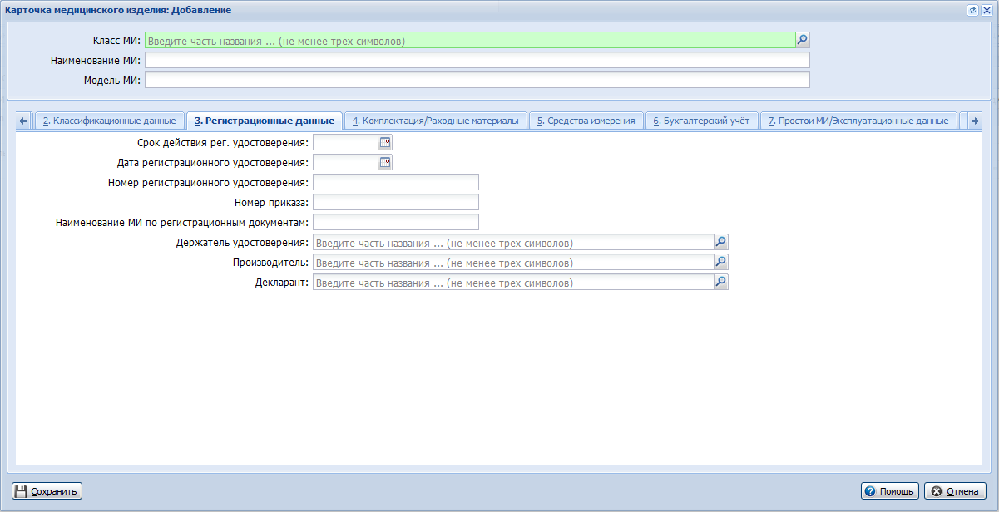 Карточка медицинского изделия: Добавление
Класс МИ: Введите часть названия ... (не менее трех символов)
Наименование МИ:
Модель МИ:
2. Классификационные данные 3. Регистрационные данные 4. Комплектация/Раходные материалы 5. Средства измерения 6. Бухгалтерский учёт 7. Простои МИ/Эксплуатационные данные
Срок действия рег. удостоверения:
Дата регистрационного удостоверения:
Номер регистрационного удостоверения:
Номер приказа:
Наименование МИ по регистрационным документам:
Держатель удостоверения: Введите часть названия ... (не менее трех символов)
Производитель: Введите часть названия ... (не менее трех символов)
Декларант: Введите часть названия ... (не менее трех символов)
Сохранить Помощь Отмена